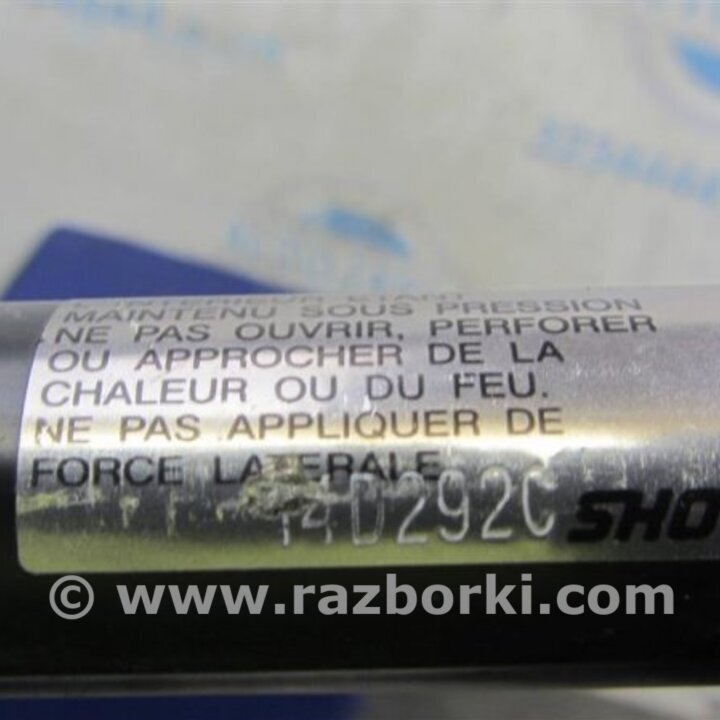 MAINTENU SOUS PRESSION
NE PAS OUVRIR, PERFORER
OU APPROCHER DE LA
CHALEUR OU DU FEU.
NE PAS APPLIQUER DE
FORCE LATERALE
14D292C SHO
© www.razborki.com